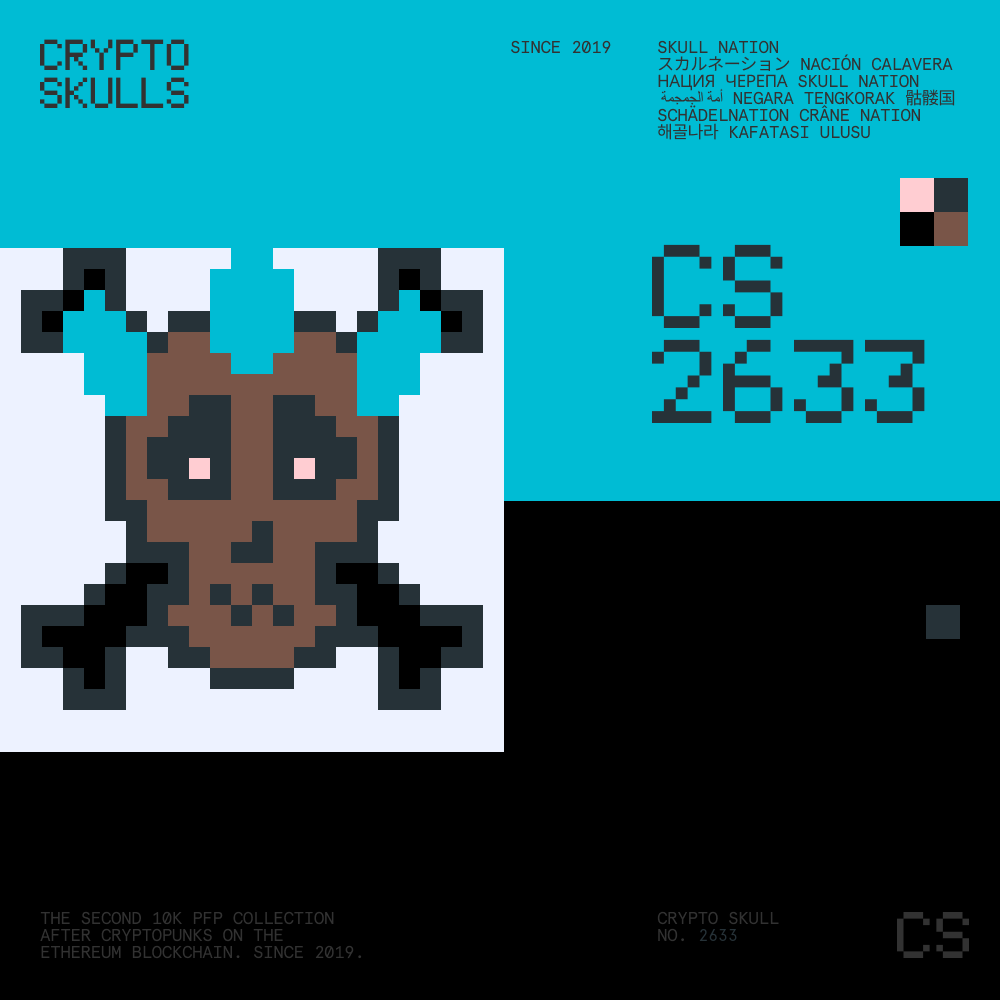 CRYPTO
SKULLS
SINCE 2019
SKULL NATION
スカルネーション NACIÓN CALAVERA
НАЦИЯ ЧЕРЕПА SKULL NATION
أمة الجمجمة NEGARA TENGKORAK 骷髅国
SCHÄDELNATION CRÂNE NATION
해골나라 KAFATASI ULUSU
CS
2633
THE SECOND 10K PFP COLLECTION
AFTER CRYPTOPUNKS ON THE
ETHEREUM BLOCKCHAIN. SINCE 2019.
CRYPTO SKULL
NO. 2633
CS